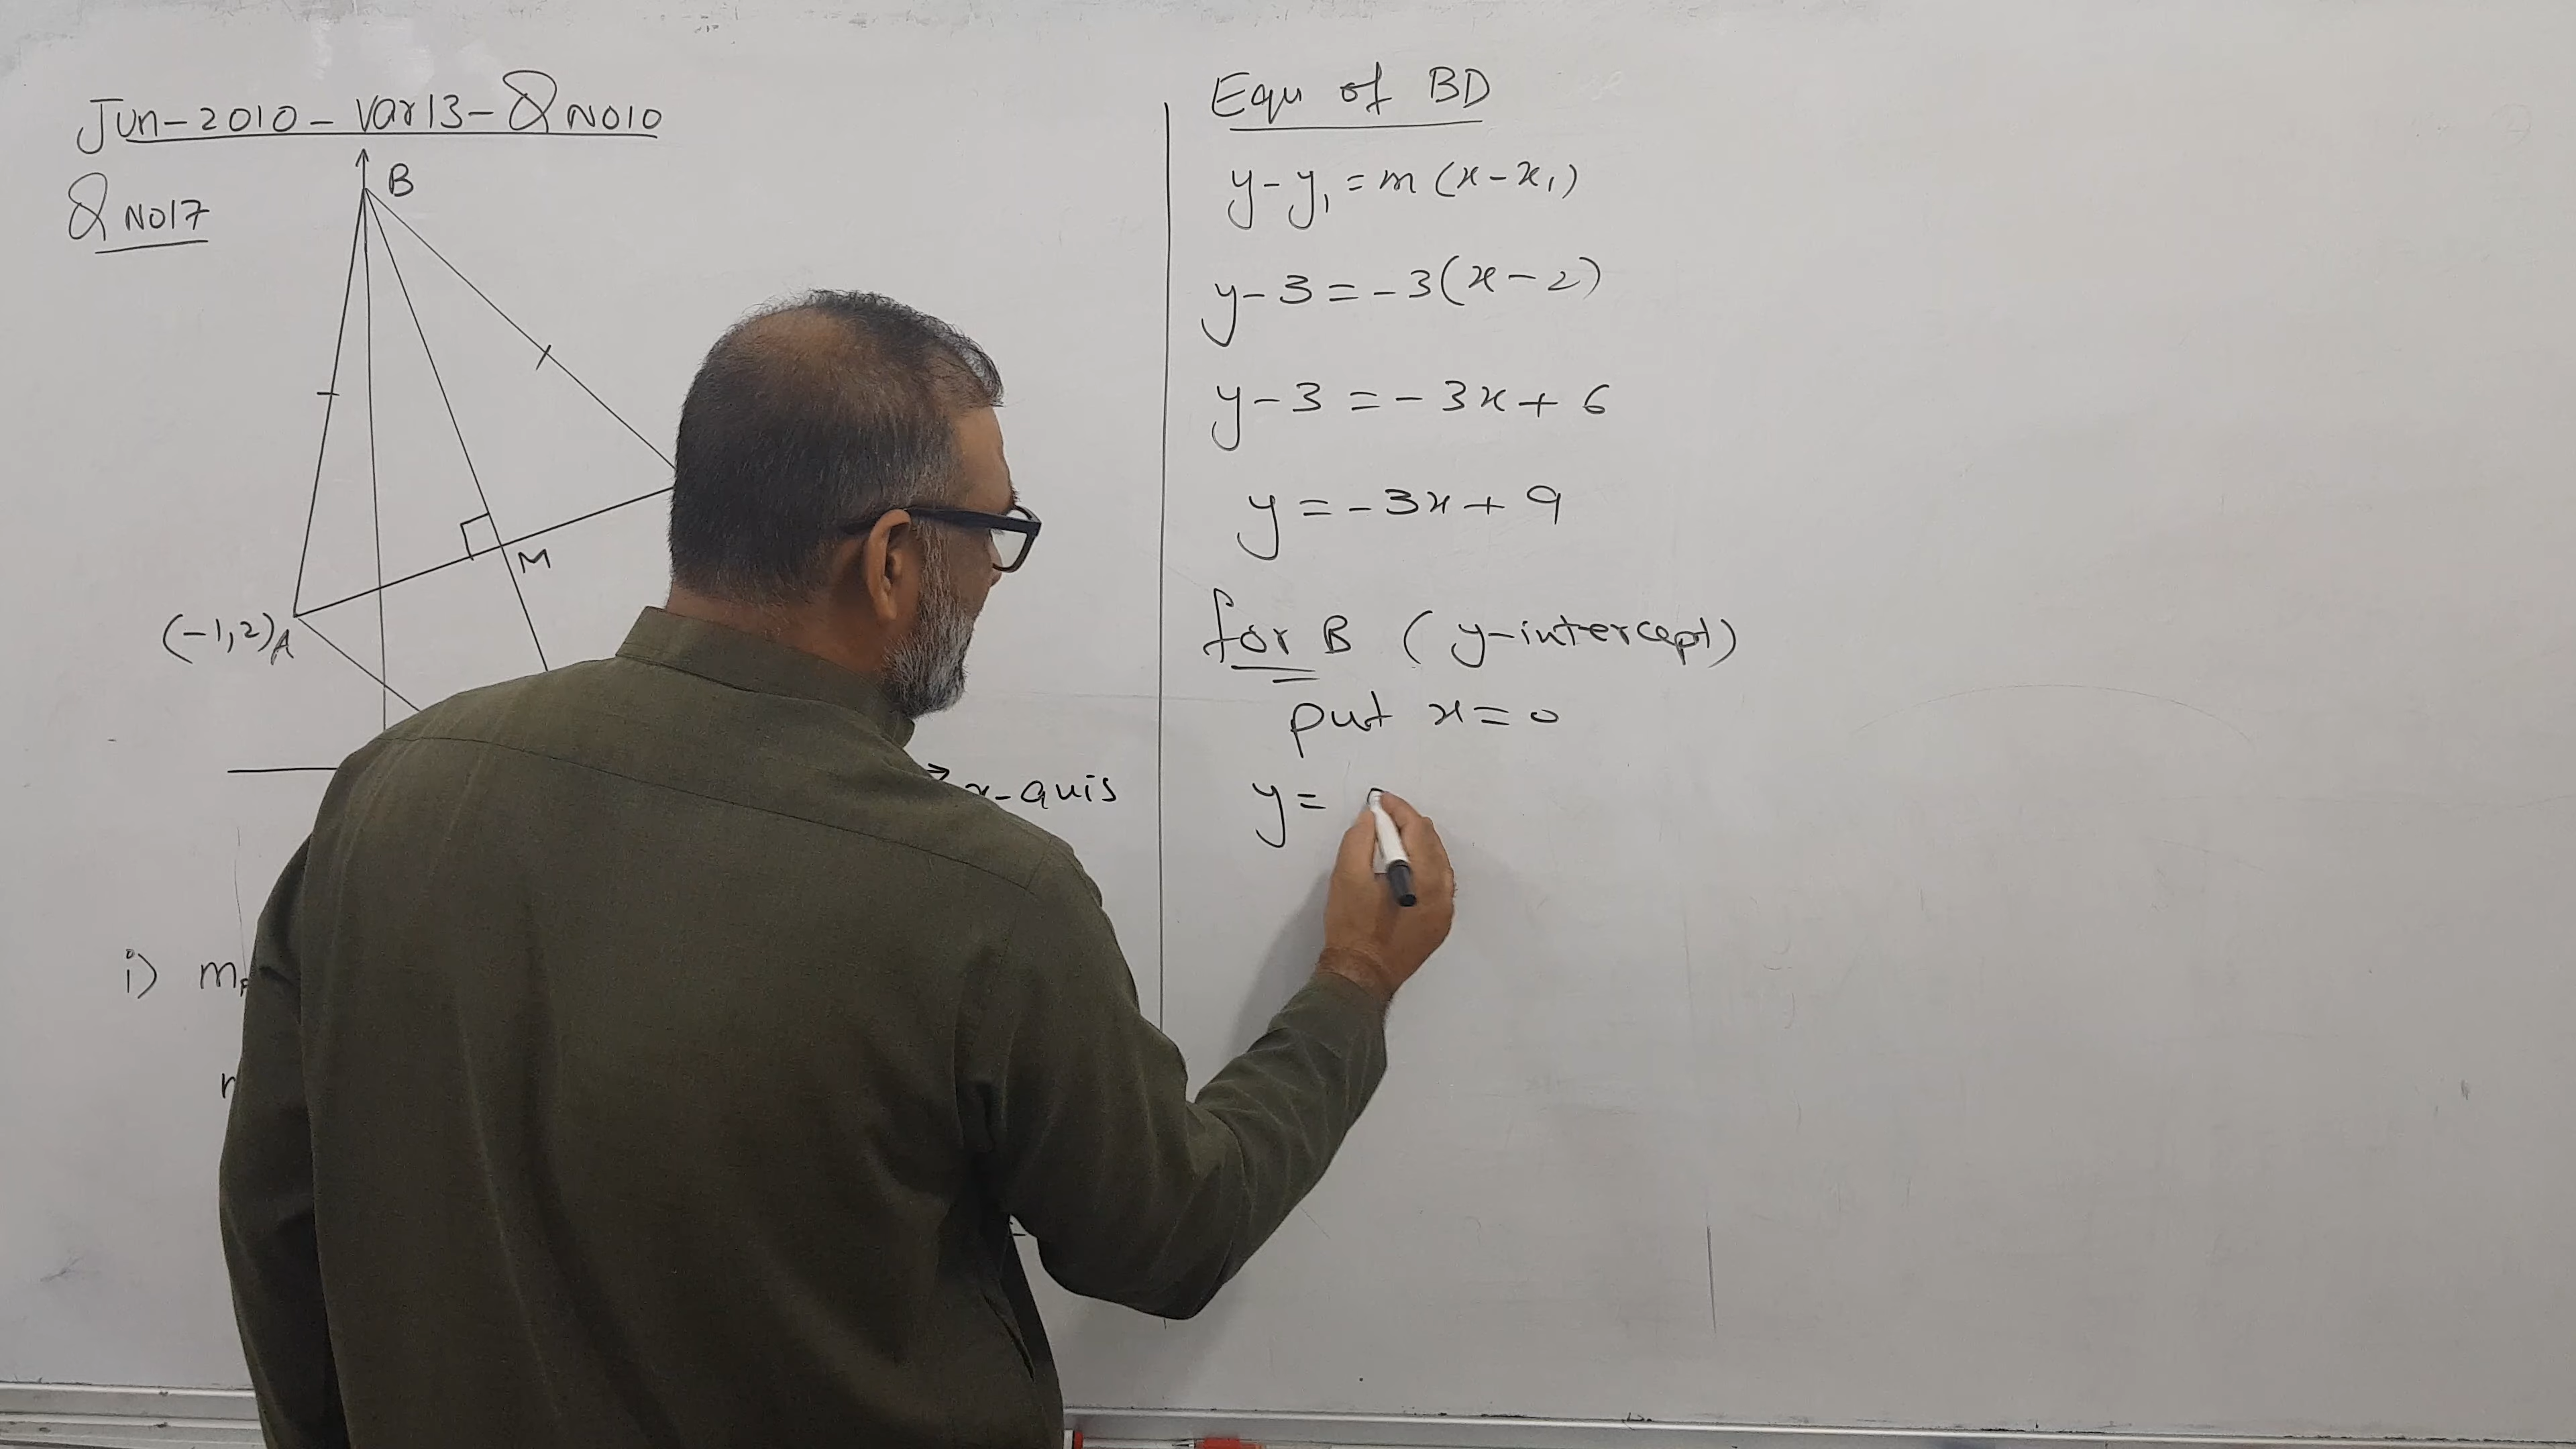 Jun-2010-Var13-QNO10
QNO17
B
M
(-1,2)A
x-auis
i) m
Equ of BD
y-y₁=m(x-x₁)
y-3=-3(x-2)
y-3=-3x+6
y=-3x+9
for B (y-intercept)
put x=0
y=